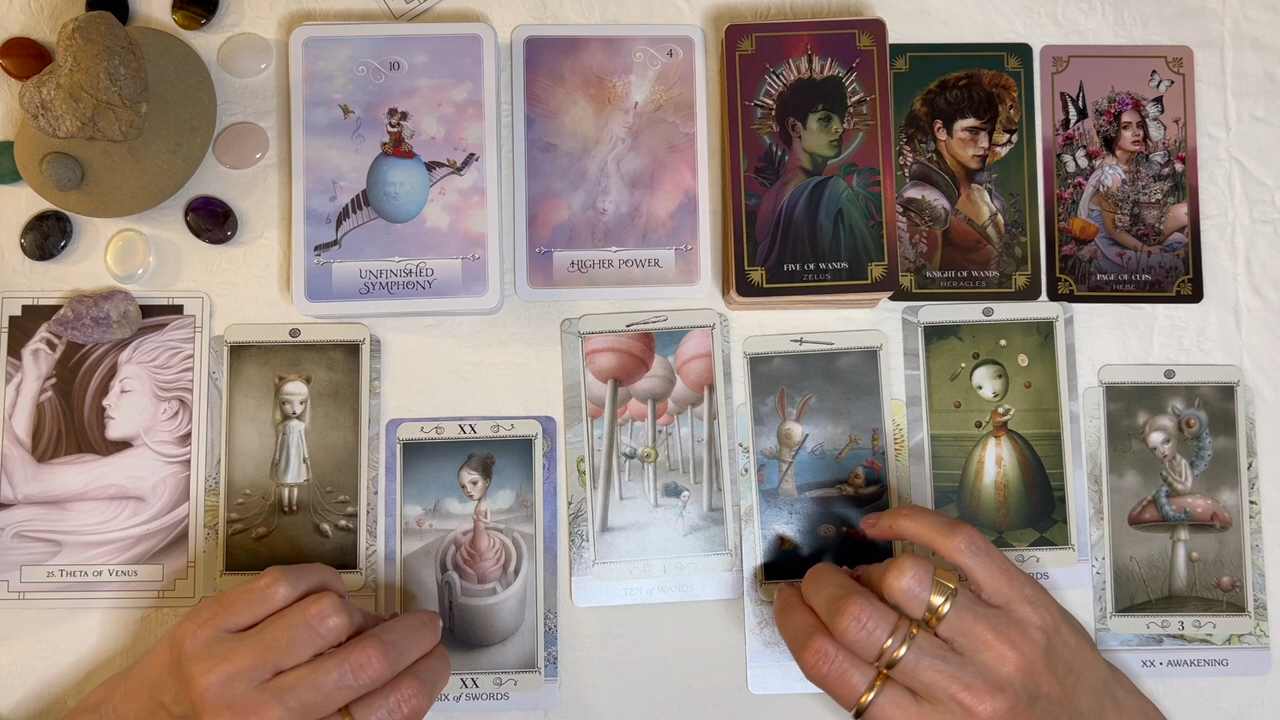 10
UNFINISHED
SYMPHONY
4
HIGHER POWER
FIVE OF WANDS
ZELUS
KNIGHT OF WANDS
HERACLES
PAGE OF CUPS
HEBE
25. THETA OF VENUS
XX
XX
SIX of SWORDS
TEN of WANDS
3
XX • AWAKENING